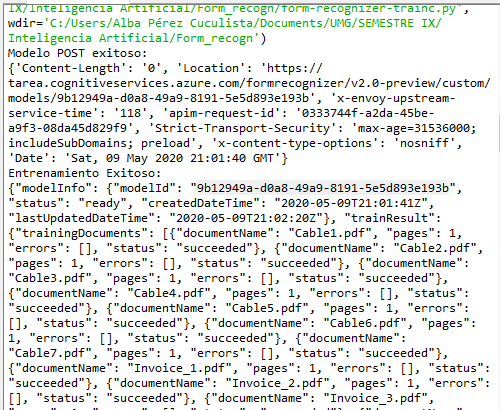 IX/Inteligencia Artificial/Form_recogn/form-recognizer-trainc.py',
wdir='C:/Users/Alba Pérez Cuculista/Documents/UMG/SEMESTRE IX/
Inteligencia Artificial/Form_recogn')
Modelo POST exitoso:
{'Content-Length': '0', 'Location': 'https://
tarea.cognitiveservices.azure.com/formrecognizer/v2.0-preview/custom/
models/9b12949a-d0a8-49a9-8191-5e5d893e193b', 'x-envoy-upstream-
service-time': '118', 'apim-request-id': '0333744f-a2da-45be-
a9f3-08da45d829f9', 'Strict-Transport-Security': 'max-age=31536000;
includeSubDomains; preload', 'x-content-type-options': 'nosniff',
'Date': 'Sat, 09 May 2020 21:01:40 GMT'}
Entrenamiento Exitoso:
{"modelInfo": {"modelId": "9b12949a-d0a8-49a9-8191-5e5d893e193b",
"status": "ready", "createdDateTime": "2020-05-09T21:01:41Z",
"lastUpdatedDateTime": "2020-05-09T21:02:20Z"}, "trainResult":
{"trainingDocuments": [{"documentName": "Cable1.pdf", "pages": 1,
"errors": [], "status": "succeeded"}, {"documentName": "Cable2.pdf",
"pages": 1, "errors": [], "status": "succeeded"}, {"documentName":
"Cable3.pdf", "pages": 1, "errors": [], "status": "succeeded"},
{"documentName": "Cable4.pdf", "pages": 1, "errors": [], "status":
"succeeded"}, {"documentName": "Cable5.pdf", "pages": 1, "errors":
[], "status": "succeeded"}, {"documentName": "Cable6.pdf", "pages":
1, "errors": [], "status": "succeeded"}, {"documentName":
"Cable7.pdf", "pages": 1, "errors": [], "status": "succeeded"},
{"documentName": "Invoice_1.pdf", "pages": 1, "errors": [], "status":
"succeeded"}, {"documentName": "Invoice_2.pdf", "pages": 1, "errors":
[], "status": "succeeded"}, {"documentName": "Invoice_3.pdf",